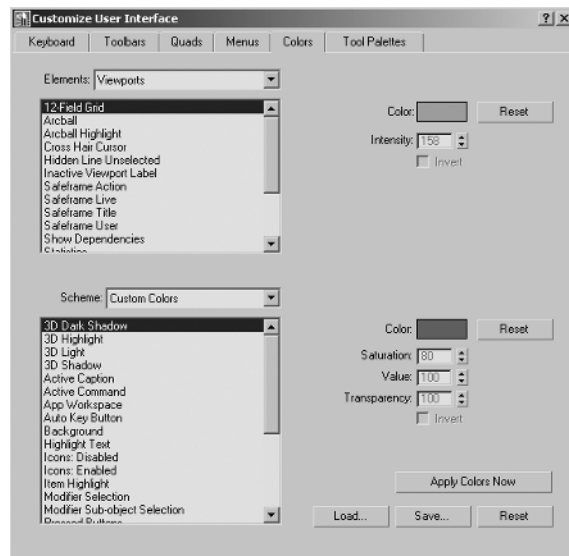 Customize User Interface
Keyboard Toolbars Quads Menus Colors Tool Palettes
Elements: Viewports
12-Field Grid
Arcball
Arcball Highlight
Cross Hair Cursor
Hidden Line Unselected
Inactive Viewport Label
Safeframe Action
Safeframe Live
Safeframe Title
Safeframe User
Show Dependencies
Statistics
Color: Reset
Intensity: 158
Invert
Scheme: Custom Colors
3D Dark Shadow
3D Highlight
3D Light
3D Shadow
Active Caption
Active Command
App Workspace
Auto Key Button
Background
Highlight Text
Icons: Disabled
Icons: Enabled
Item Highlight
Modifier Selection
Modifier Sub-object Selection
Pressed Buttons
Color: Reset
Saturation: 80
Value: 100
Transparency: 100
Invert
Apply Colors Now
Load... Save... Reset